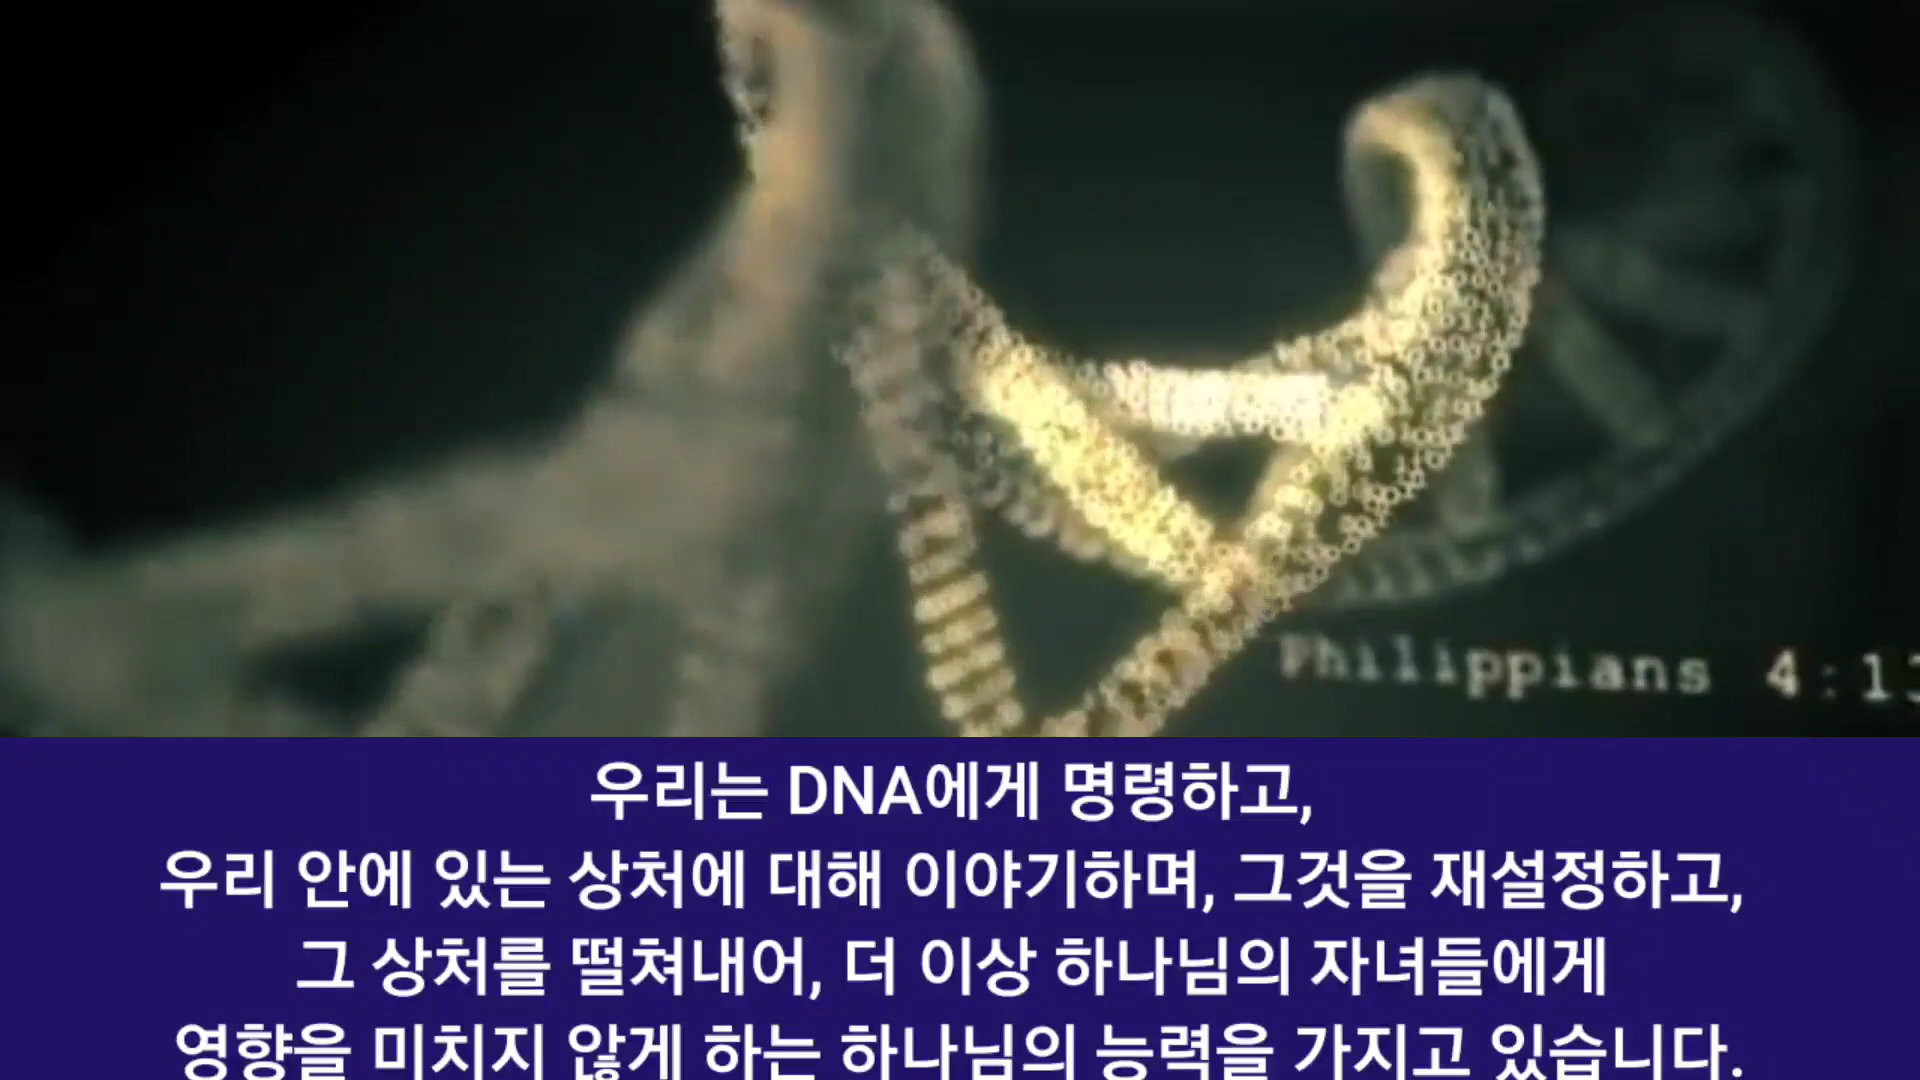 Philippians 4:13
우리는 DNA에게 명령하고,
우리 안에 있는 상처에 대해 이야기하며, 그것을 재설정하고,
그 상처를 떨쳐내어, 더 이상 하나님의 자녀들에게
영향을 미치지 않게 하는 하나님의 능력을 가지고 있습니다.